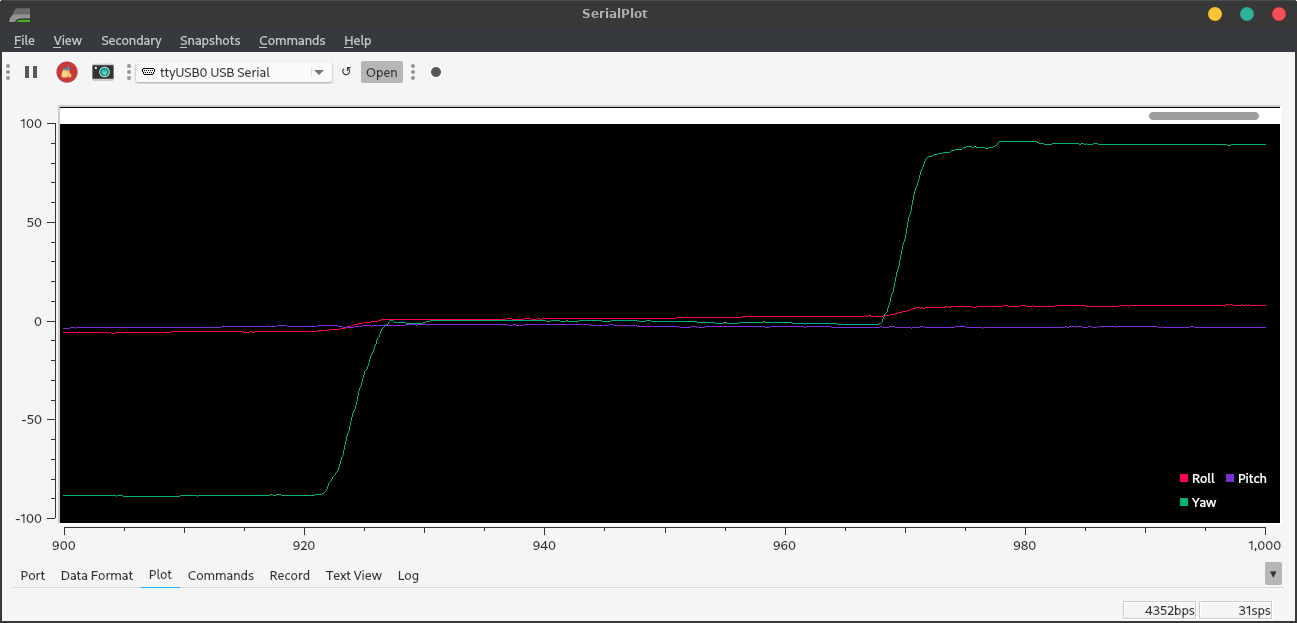 SerialPlot
File View Secondary Snapshots Commands Help
ttyUSB0 USB Serial Open
100
50
0
-50
-100
Roll Pitch
Yaw
900 920 940 960 980 1,000
Port Data Format Plot Commands Record Text View Log
4352bps 31sps